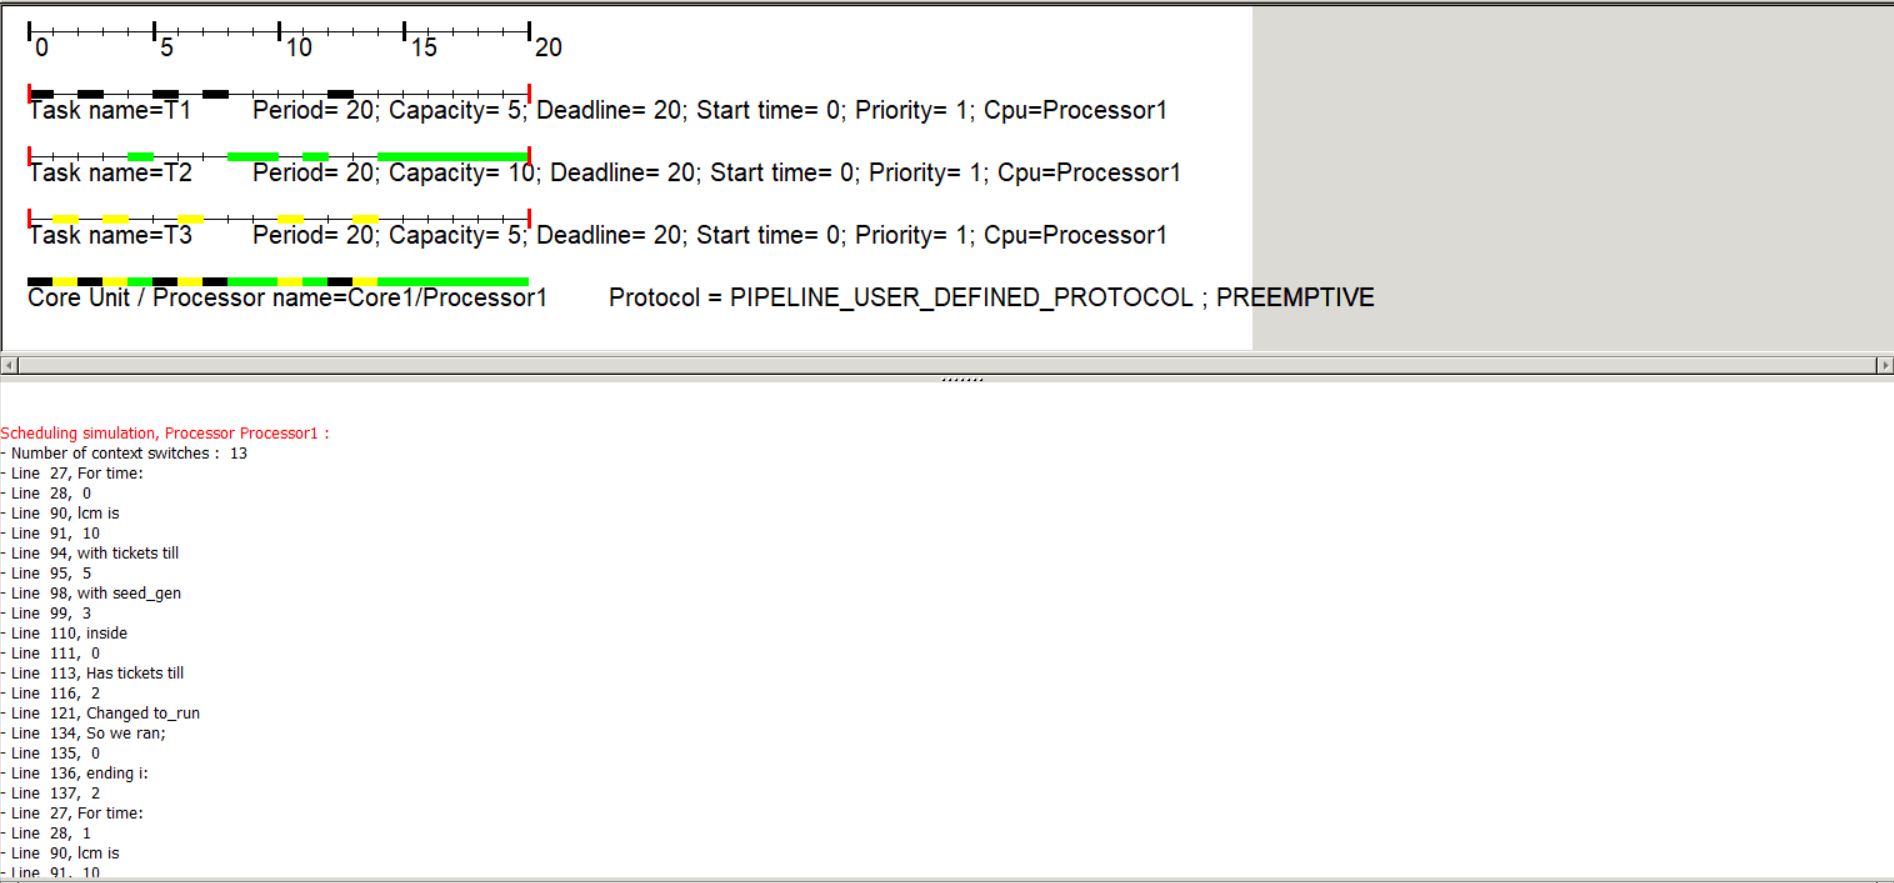 0 5 10 15 20
Task name=T1 Period= 20; Capacity= 5; Deadline= 20; Start time= 0; Priority= 1; Cpu=Processor1
Task name=T2 Period= 20; Capacity= 10; Deadline= 20; Start time= 0; Priority= 1; Cpu=Processor1
Task name=T3 Period= 20; Capacity= 5; Deadline= 20; Start time= 0; Priority= 1; Cpu=Processor1
Core Unit / Processor name=Core1/Processor1 Protocol = PIPELINE_USER_DEFINED_PROTOCOL ; PREEMPTIVE
Scheduling simulation, Processor Processor1 :
- Number of context switches : 13
- Line 27, For time:
- Line 28, 0
- Line 90, lcm is
- Line 91, 10
- Line 94, with tickets till
- Line 95, 5
- Line 98, with seed_gen
- Line 99, 3
- Line 110, inside
- Line 111, 0
- Line 113, Has tickets till
- Line 116, 2
- Line 121, Changed to_run
- Line 134, So we ran;
- Line 135, 0
- Line 136, ending i:
- Line 137, 2
- Line 27, For time:
- Line 28, 1
- Line 90, lcm is
- Line 91, 10